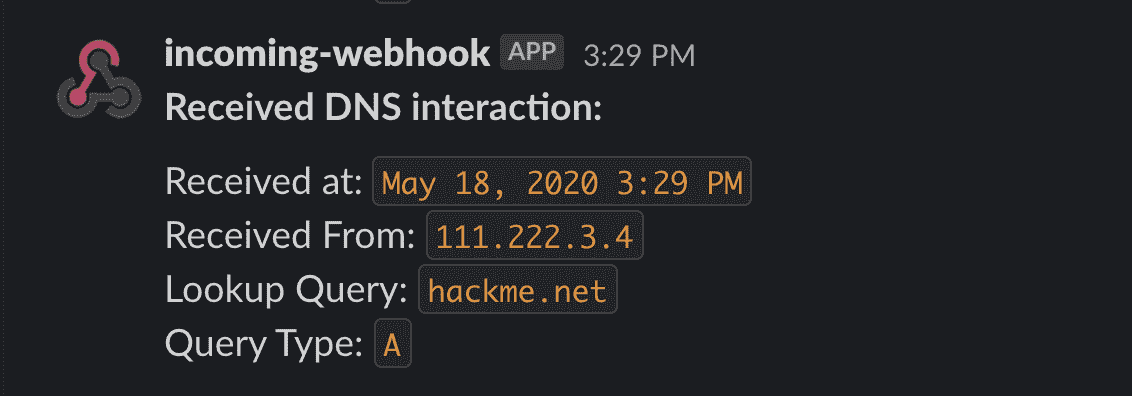 incoming-webhook APP 3:29 PM
Received DNS interaction:
Received at: May 18, 2020 3:29 PM
Received From: 111.222.3.4
Lookup Query: hackme.net
Query Type: A